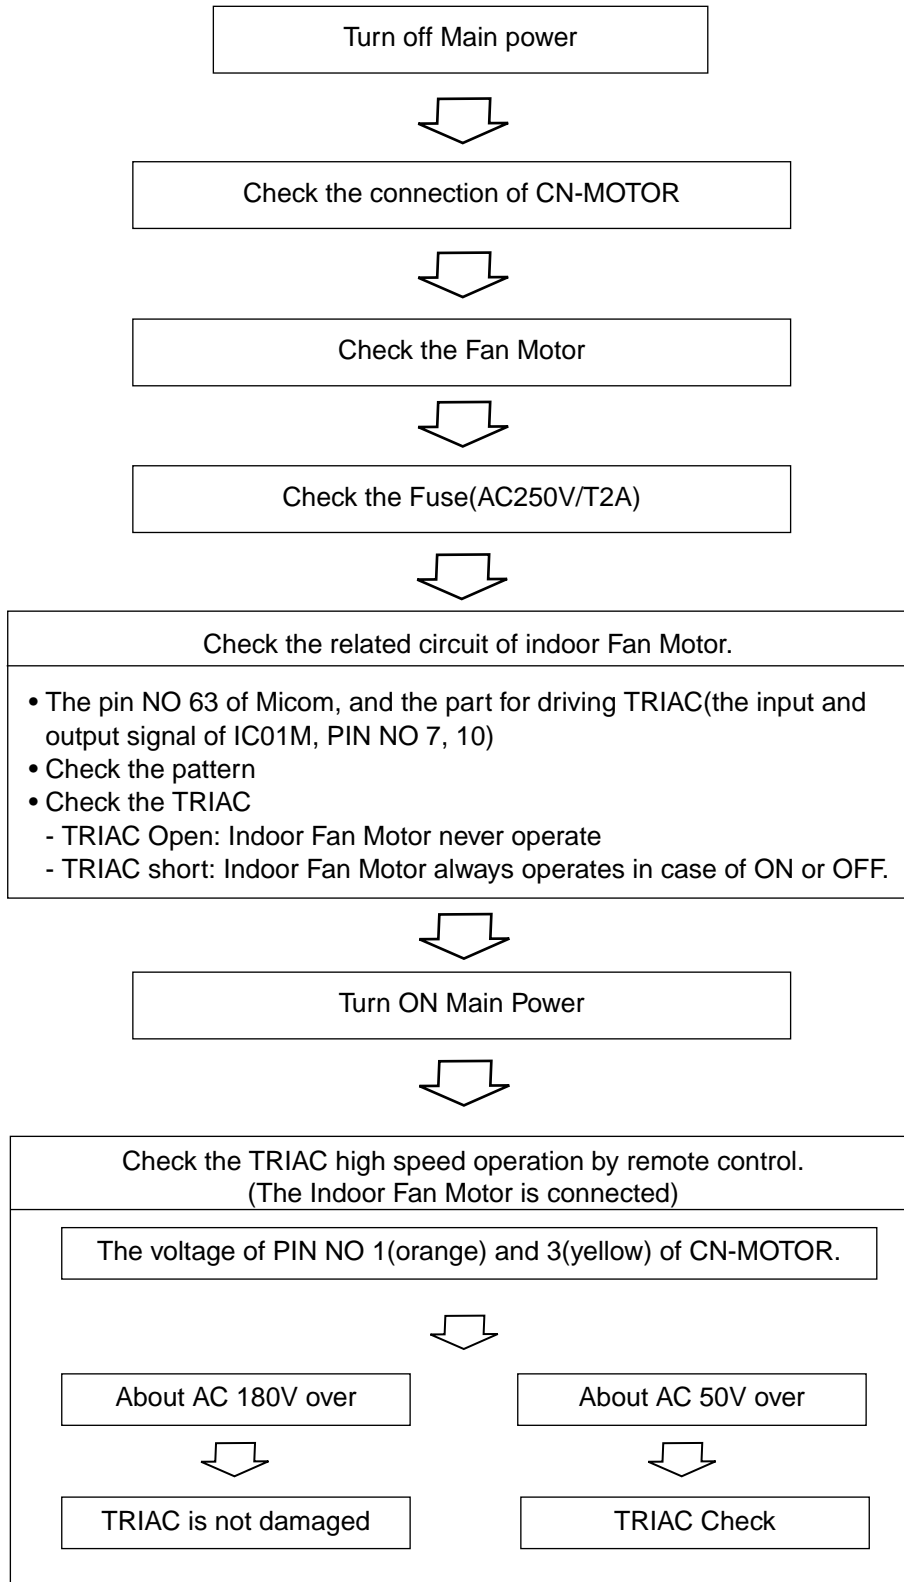 Turn off Main power
Check the connection of CN-MOTOR
Check the Fan Motor
Check the Fuse(AC250V/T2A)
Check the related circuit of indoor Fan Motor.
• The pin NO 63 of Micom, and the part for driving TRIAC(the input and
output signal of IC01M, PIN NO 7, 10)
• Check the pattern
• Check the TRIAC
- TRIAC Open: Indoor Fan Motor never operate
- TRIAC short: Indoor Fan Motor always operates in case of ON or OFF.
Turn ON Main Power
Check the TRIAC high speed operation by remote control.
(The Indoor Fan Motor is connected)
The voltage of PIN NO 1(orange) and 3(yellow) of CN-MOTOR.
About AC 180V over
About AC 50V over
TRIAC is not damaged
TRIAC Check